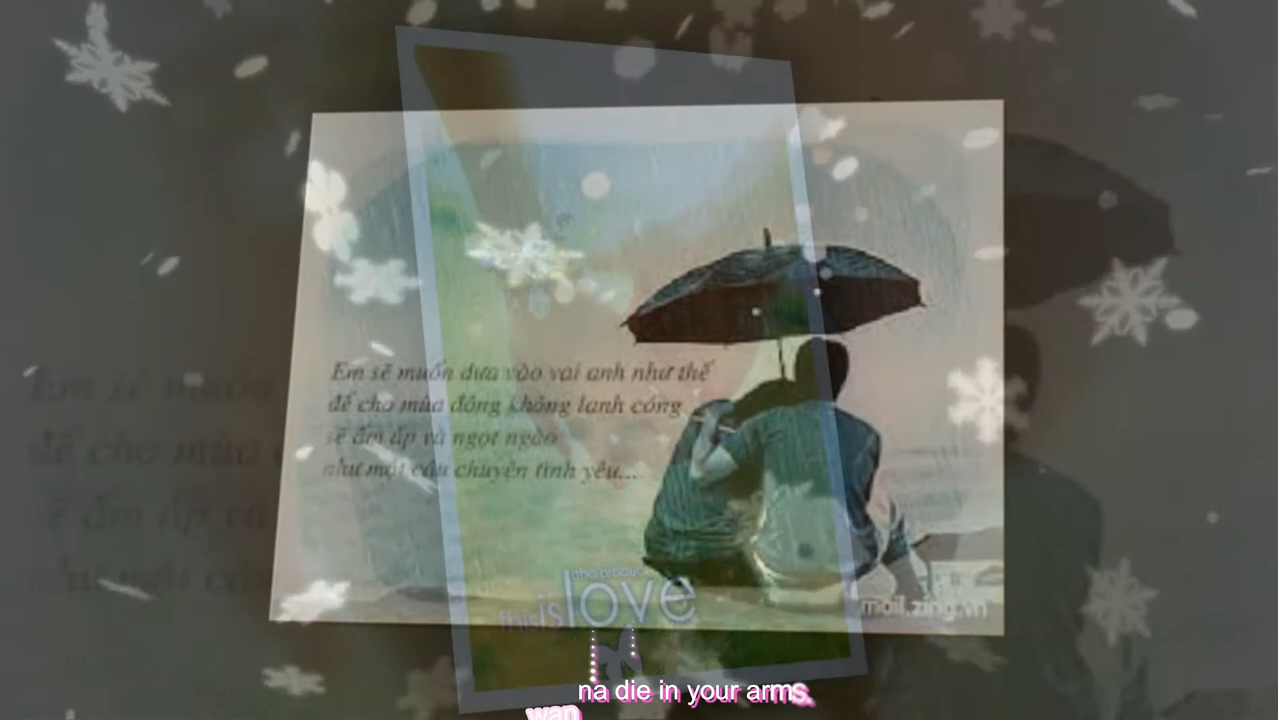 Em sẽ muốn dựa vào vai anh như thế
để cho mùa đông không lạnh cóng
sẽ ấm áp và ngọt ngào
như một câu chuyện tình yêu...
this is love
mail.zing.vn
na die in your arms.
wan